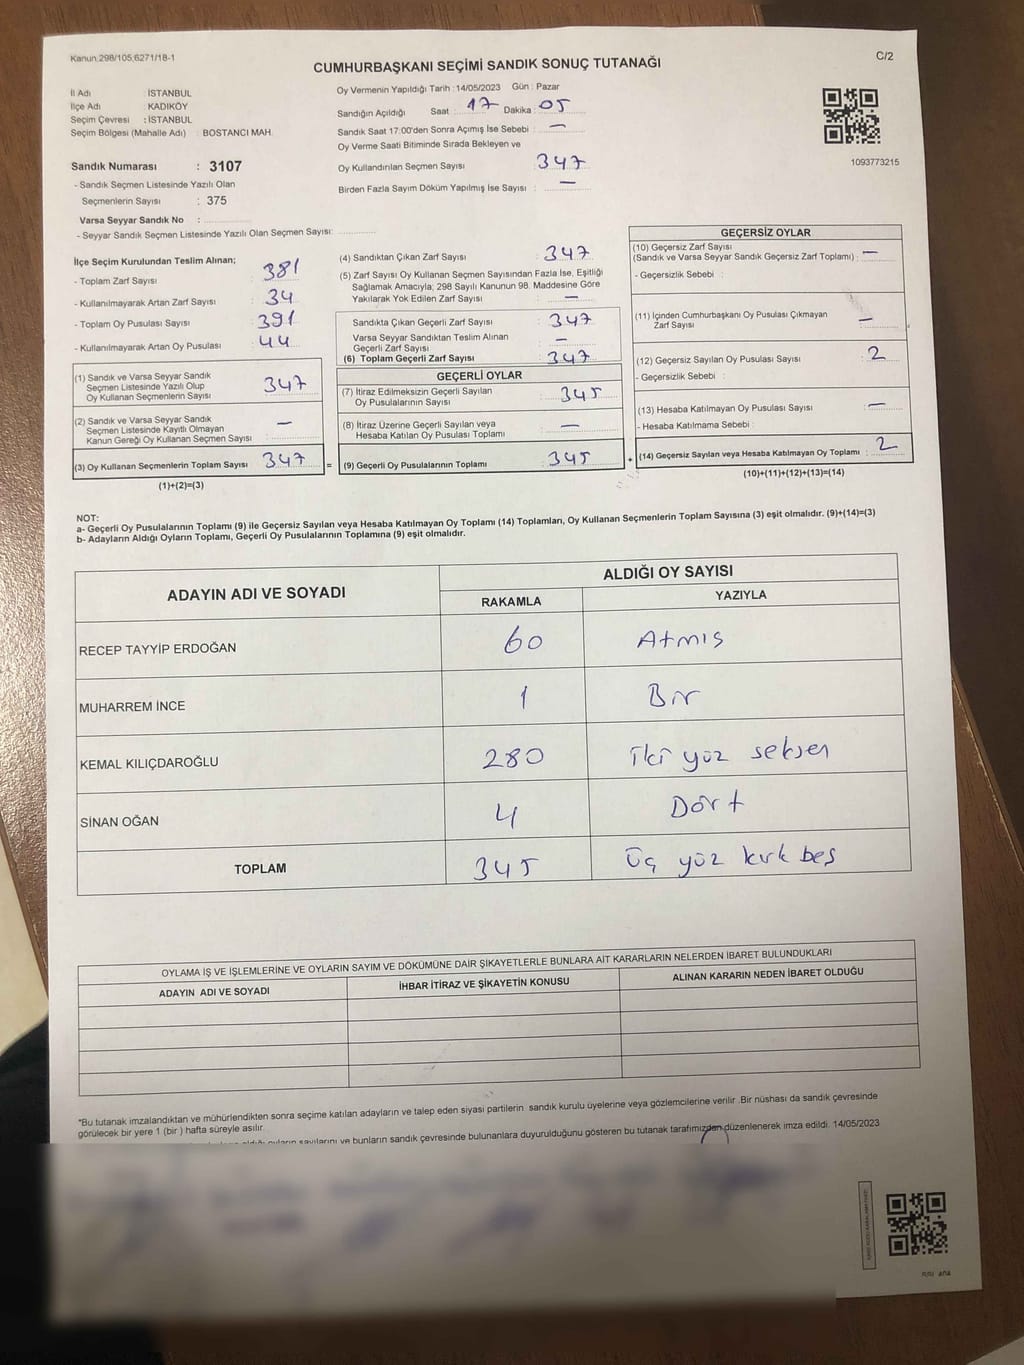 Kanun:298/105,6271/18-1
C/2
CUMHURBAŞKANI SEÇİMİ SANDIK SONUÇ TUTANAĞI
İl Adı : İSTANBUL
İlçe Adı : KADIKÖY
Seçim Çevresi : İSTANBUL
Seçim Bölgesi (Mahalle Adı) : BOSTANCI MAH.
Sandık Numarası : 3107
- Sandık Seçmen Listesinde Yazılı Olan
Seçmenlerin Sayısı : 375
Varsa Seyyar Sandık No :
- Seyyar Sandık Seçmen Listesinde Yazılı Olan Seçmen Sayısı:
Oy Vermenin Yapıldığı Tarih : 14/05/2023 Gün : Pazar
Sandığın Açıldığı Saat : 17 Dakika : 05
Sandık Saat 17:00'den Sonra Açımış İse Sebebi : —
Oy Verme Saati Bitiminde Sırada Bekleyen ve
Oy Kullandırılan Seçmen Sayısı : 347
Birden Fazla Sayım Döküm Yapılmış İse Sayısı : —
1093773215
İlçe Seçim Kurulundan Teslim Alınan;
- Toplam Zarf Sayısı : 381
- Kullanılmayarak Artan Zarf Sayısı : 34
- Toplam Oy Pusulası Sayısı : 391
- Kullanılmayarak Artan Oy Pusulası : 44
(1) Sandık ve Varsa Seyyar Sandık
Seçmen Listesinde Yazılı Olup
Oy Kullanan Seçmenlerin Sayısı : 347
(2) Sandık ve Varsa Seyyar Sandık
Seçmen Listesinde Kayıtlı Olmayan
Kanun Gereği Oy Kullanan Seçmen Sayısı : —
(3) Oy Kullanan Seçmenlerin Toplam Sayısı : 347 =
(1)+(2)=(3)
(4) Sandıktan Çıkan Zarf Sayısı : 347
(5) Zarf Sayısı Oy Kullanan Seçmen Sayısından Fazla İse, Eşitliği
Sağlamak Amacıyla; 298 Sayılı Kanunun 98. Maddesine Göre
Yakılarak Yok Edilen Zarf Sayısı : —
Sandıkta Çıkan Geçerli Zarf Sayısı : 347
Varsa Seyyar Sandıktan Teslim Alınan
Geçerli Zarf Sayısı : —
(6) Toplam Geçerli Zarf Sayısı : 347
GEÇERLİ OYLAR
(7) İtiraz Edilmeksizin Geçerli Sayılan
Oy Pusulalarının Sayısı : 345
(8) İtiraz Üzerine Geçerli Sayılan veya
Hesaba Katılan Oy Pusulası Toplamı : —
(9) Geçerli Oy Pusulalarının Toplamı : 345 +
GEÇERSİZ OYLAR
(10) Geçersiz Zarf Sayısı
(Sandık ve Varsa Seyyar Sandık Geçersiz Zarf Toplamı) : —
- Geçersizlik Sebebi :
(11) İçinden Cumhurbaşkanı Oy Pusulası Çıkmayan
Zarf Sayısı : —
(12) Geçersiz Sayılan Oy Pusulası Sayısı : 2
- Geçersizlik Sebebi :
(13) Hesaba Katılmayan Oy Pusulası Sayısı : —
- Hesaba Katılmama Sebebi :
(14) Geçersiz Sayılan veya Hesaba Katılmayan Oy Toplamı : 2
(10)+(11)+(12)+(13)=(14)
NOT:
a- Geçerli Oy Pusulalarının Toplamı (9) ile Geçersiz Sayılan veya Hesaba Katılmayan Oy Toplamı (14) Toplamları, Oy Kullanan Seçmenlerin Toplam Sayısına (3) eşit olmalıdır. (9)+(14)=(3)
b- Adayların Aldığı Oyların Toplamı, Geçerli Oy Pusulalarının Toplamına (9) eşit olmalıdır.
ADAYIN ADI VE SOYADI ALDIĞI OY SAYISI
RAKAMLA YAZIYLA
RECEP TAYYİP ERDOĞAN 60 Atmış
MUHARREM İNCE 1 Bir
KEMAL KILIÇDAROĞLU 280 iki yüz seksen
SİNAN OĞAN 4 Dört
TOPLAM 345 Üç yüz kırk beş
OYLAMA İŞ VE İŞLEMLERİNE VE OYLARIN SAYIM VE DÖKÜMÜNE DAİR ŞİKAYETLERLE BUNLARA AİT KARARLARIN NELERDEN İBARET BULUNDUKLARI
ADAYIN ADI VE SOYADI İHBAR İTİRAZ VE ŞİKAYETİN KONUSU ALINAN KARARIN NEDEN İBARET OLDUĞU
*Bu tutanak imzalandıktan ve mühürlendikten sonra seçime katılan adayların ve talep eden siyasi partilerin sandık kurulu üyelerine veya gözlemcilerine verilir .Bir nüshası da sandık çevresinde
görülecek bir yere 1 (bir ) hafta süreyle asılır.
oyların sayılarını ve bunların sandık çevresinde bulunanlara duyurulduğunu gösteren bu tutanak tarafımızdan düzenlenerek imza edildi. 14/05/2023